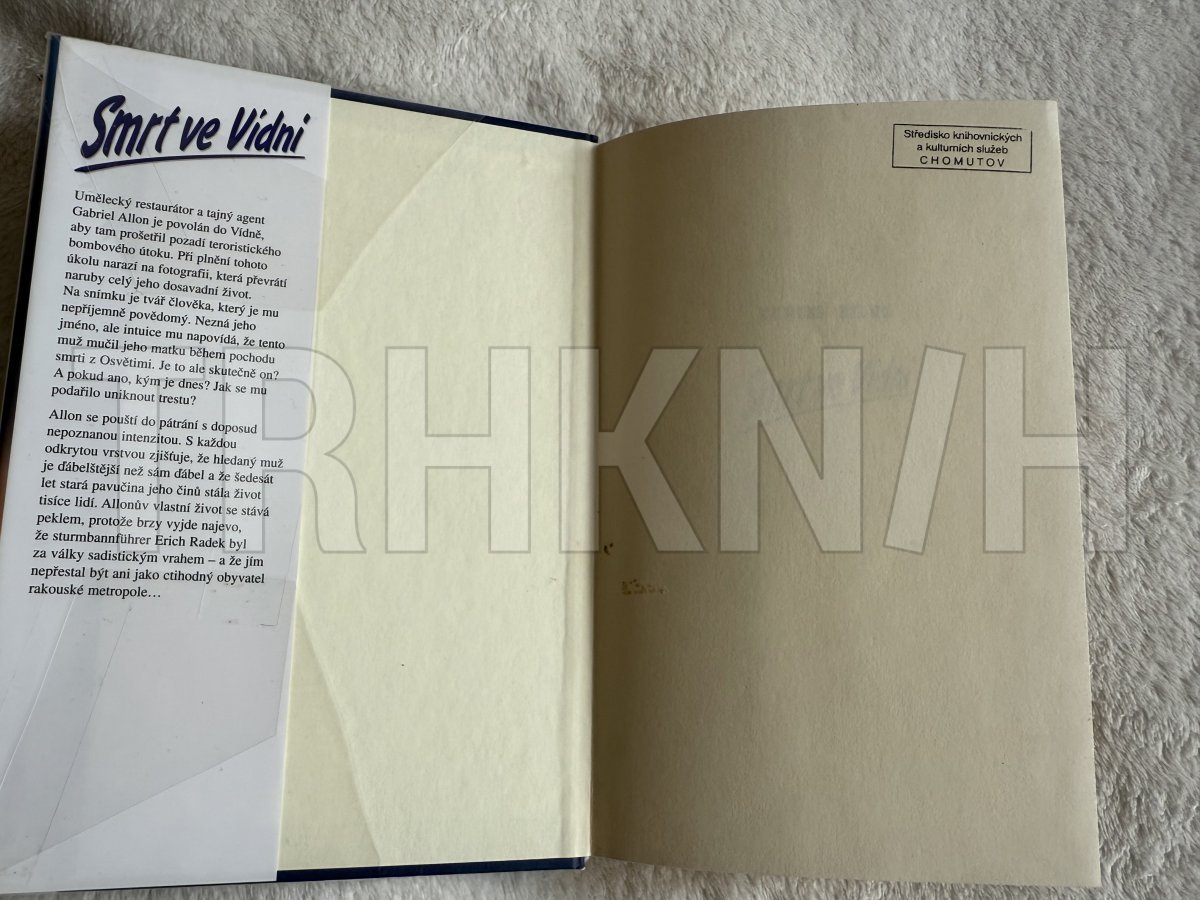 Smrt ve Vídni
Umělecký restaurátor a tajný agent
Gabriel Allon je povolán do Vídně,
aby tam prošetřil pozadí teroristického
bombového útoku. Při plnění tohoto
úkolu narazí na fotografii, která převrátí
naruby celý jeho dosavadní život.
Na snímku je tvář člověka, který je mu
nepříjemně povědomý. Nezná jeho
jméno, ale intuice mu napovídá, že tento
muž mučil jeho matku během pochodu
smrti z Osvětimi. Je to ale skutečně on?
A pokud ano, kým je dnes? Jak se mu
podařilo uniknout trestu?
Allon se pouští do pátrání s doposud
nepoznanou intenzitou. S každou
odkrytou vrstvou zjišťuje, že hledaný muž
je ďábelštější než sám ďábel a že šedesát
let stará pavučina jeho činů stála život
tisíce lidí. Allonův vlastní život se stává
peklem, protože brzy vyjde najevo,
že sturmbannführer Erich Radek byl
za války sadistickým vrahem – a že jím
nepřestal být ani jako ctihodný obyvatel
rakouské metropole…
Středisko knihovnických
a kulturních služeb
CHOMUTOV
TRHKNIH